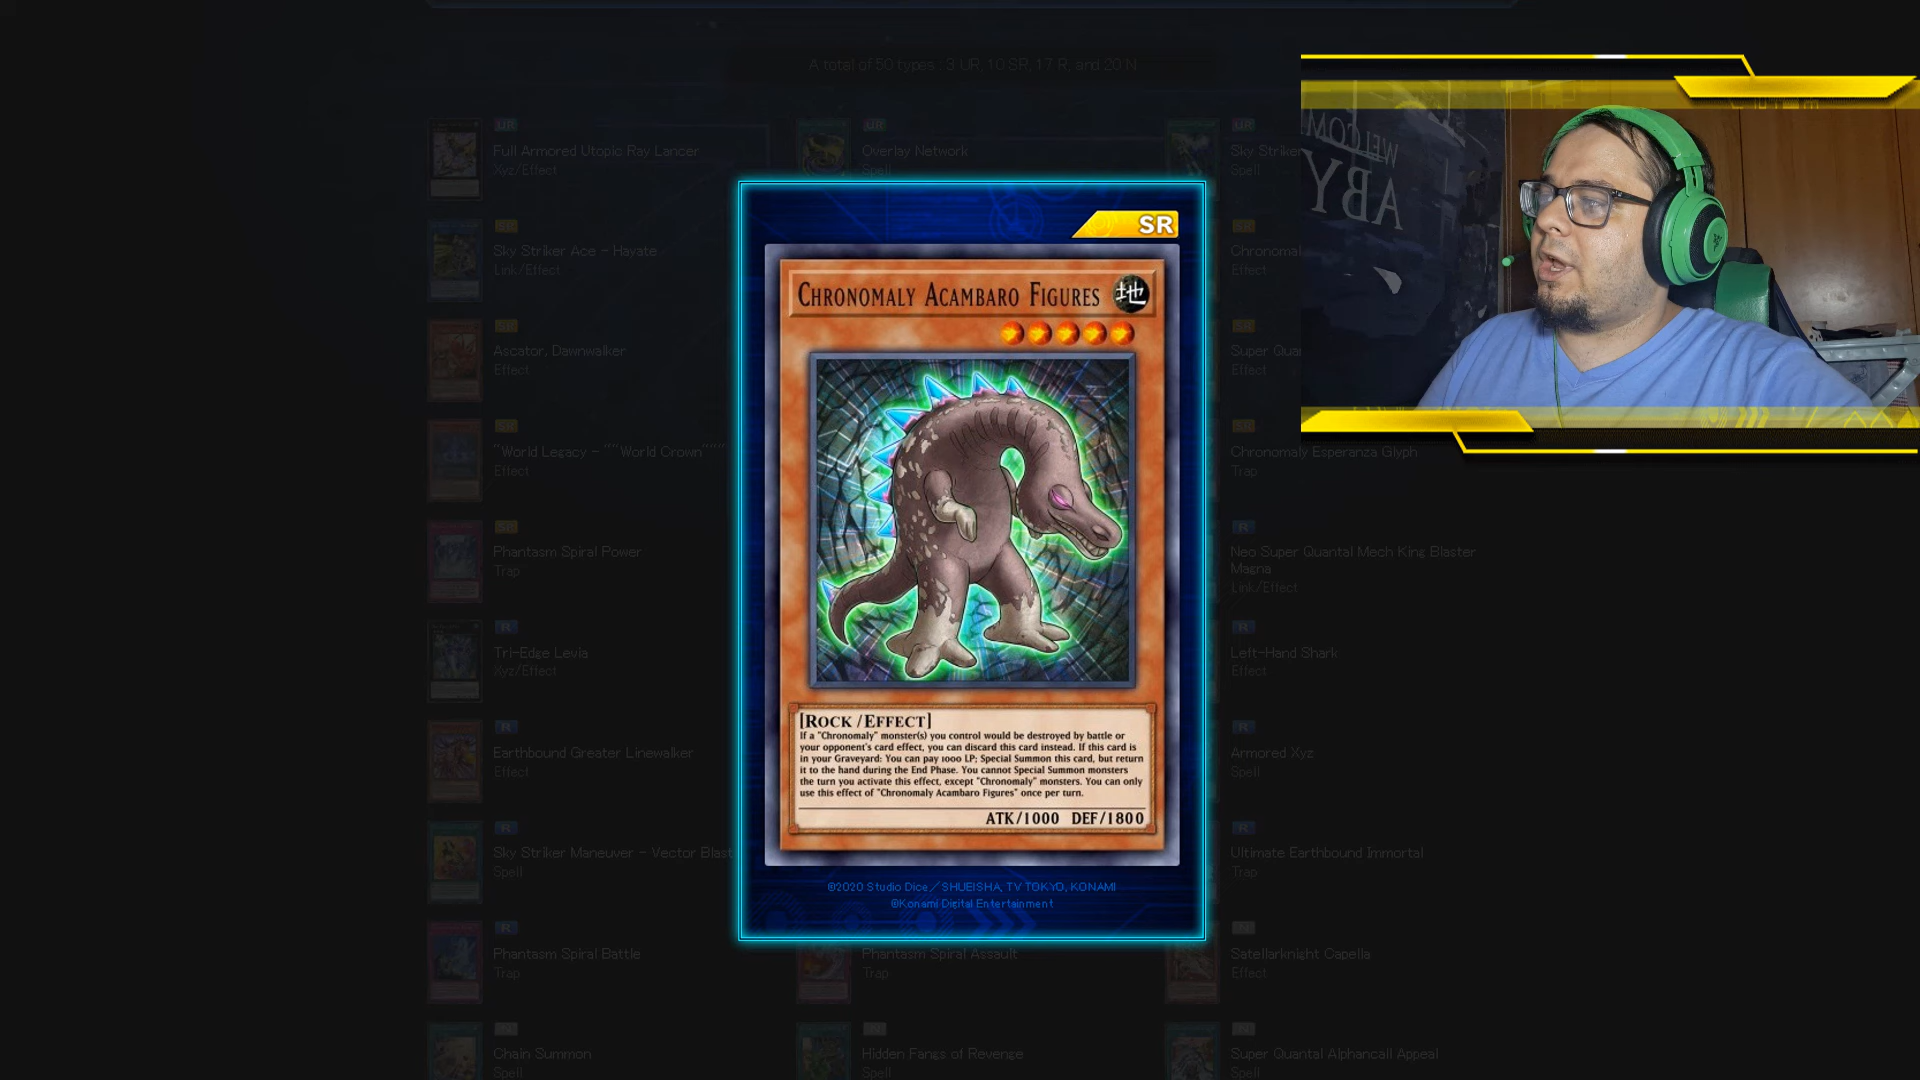 A total of 50 types : 3 UR, 10 SR, 17 R, and 20 N
UR
Full Armored Utopic Ray Lancer
Xyz/Effect
UR
Overlay Network
Spell
UR
Sky Striker
Spell
SR
Sky Striker Ace - Hayate
Link/Effect
SR
Chronomal
Effect
SR
Ascator, Dawnwalker
Effect
SR
Super Qua
Effect
SR
"World Legacy - ""World Crown"""
Effect
SR
Chronomaly Esperanza Glyph
Trap
SR
Phantasm Spiral Power
Trap
R
Neo Super Quantal Mech King Blaster
Magna
Link/Effect
R
Tri-Edge Levia
Xyz/Effect
R
Left-Hand Shark
Effect
R
Earthbound Greater Linewalker
Effect
R
Armored Xyz
Spell
R
Sky Striker Maneuver - Vector Blast
Spell
R
Ultimate Earthbound Immortal
Trap
R
Phantasm Spiral Battle
Trap
Phantasm Spiral Assault
Trap
N
Satellarknight Capella
Effect
N
Chain Summon
Spell
N
Hidden Fangs of Revenge
Spell
N
Super Quantal Alphancall Appeal
Spell
SR
CHRONOMALY ACAMBARO FIGURES
地
[ROCK /EFFECT]
If a "Chronomaly" monster(s) you control would be destroyed by battle or
your opponent's card effect, you can discard this card instead. If this card is
in your Graveyard: You can pay 1000 LP; Special Summon this card, but return
it to the hand during the End Phase. You cannot Special Summon monsters
the turn you activate this effect, except "Chronomaly" monsters. You can only
use this effect of "Chronomaly Acambaro Figures" once per turn.
ATK/1000 DEF/1800
©2020 Studio Dice／SHUEISHA, TV TOKYO, KONAMI
©Konami Digital Entertainment
WELCOM
ABY